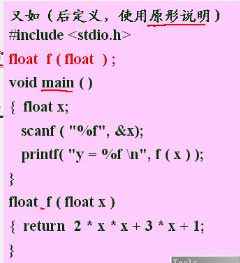 又如（后定义，使用原形说明）
#include <stdio.h>
float f ( float ) ;
void main ( )
{ float x;
scanf ( "%f", &x);
printf( "y = %f \n", f ( x ) );
}
float f ( float x )
{ return 2 * x * x + 3 * x + 1;
}